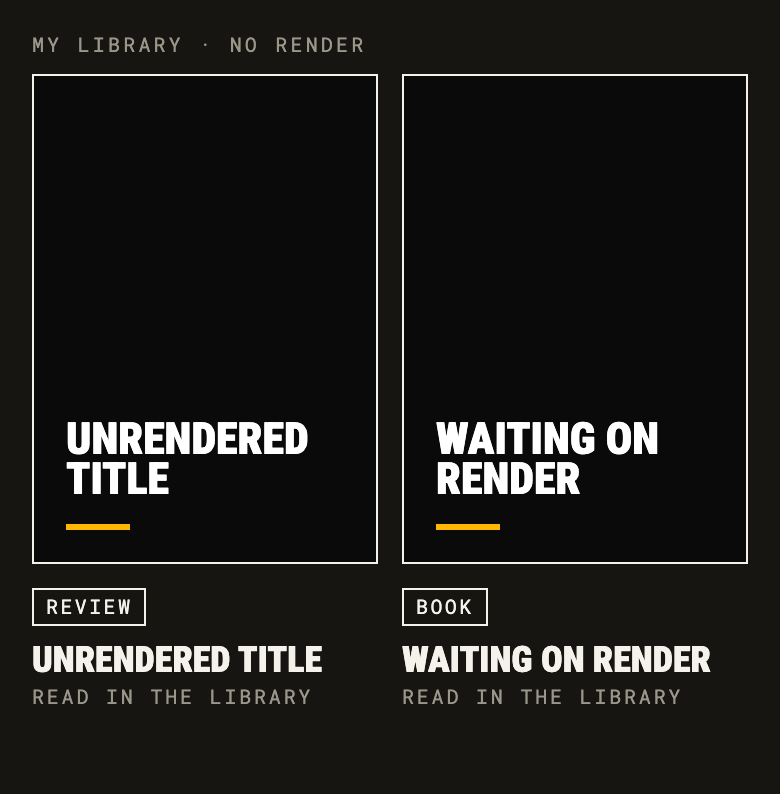 MY LIBRARY · NO RENDER
UNRENDERED
TITLE
WAITING ON
RENDER
REVIEW
UNRENDERED TITLE
READ IN THE LIBRARY
BOOK
WAITING ON RENDER
READ IN THE LIBRARY